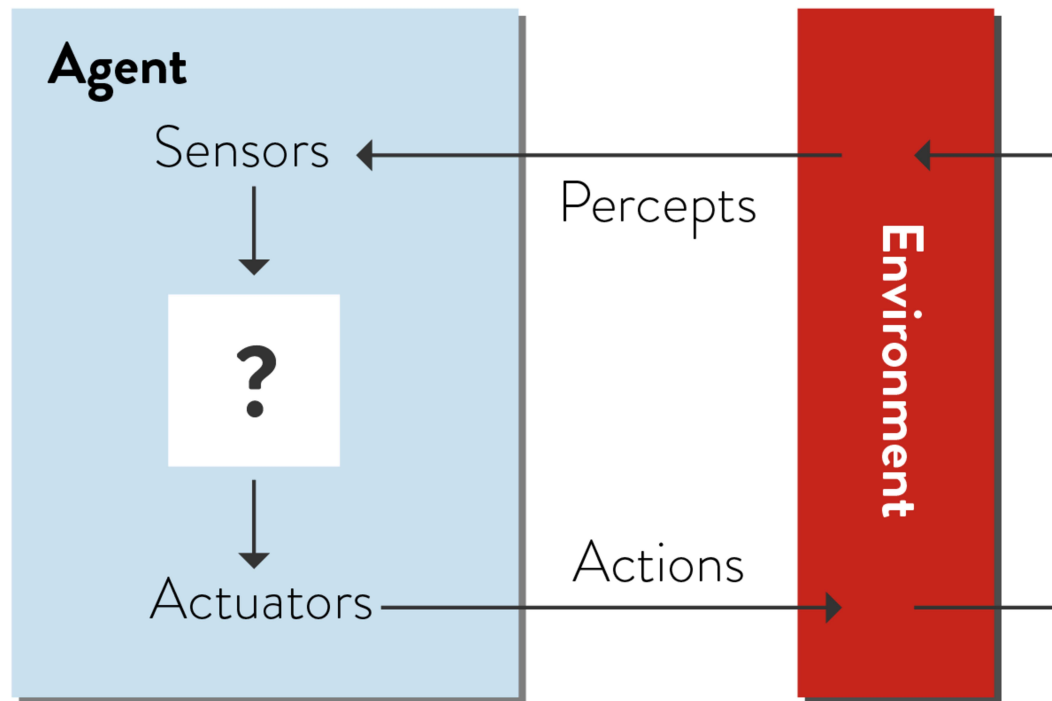 Agent
Sensors
Percepts
?
Environment
Actions
Actuators